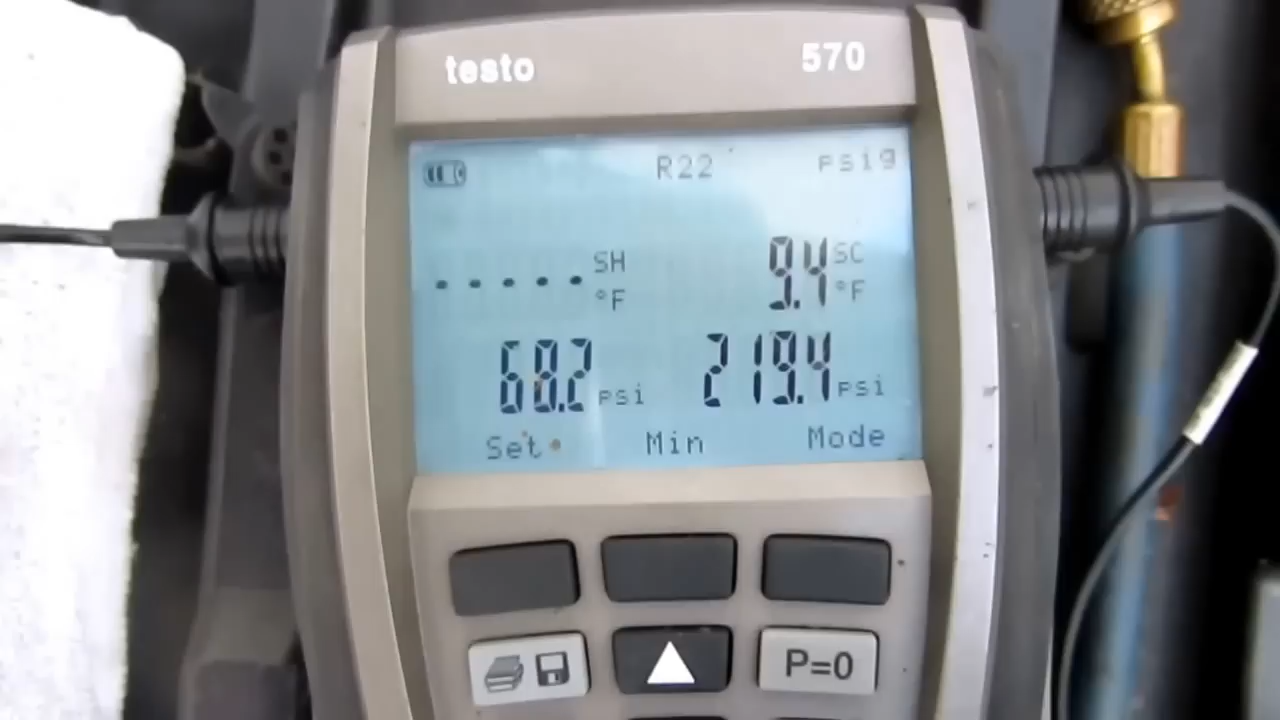 testo 570
R22 psig
----- SH °F 9.4 SC °F
68.2 psi 219.4 psi
Set Min Mode
P=0